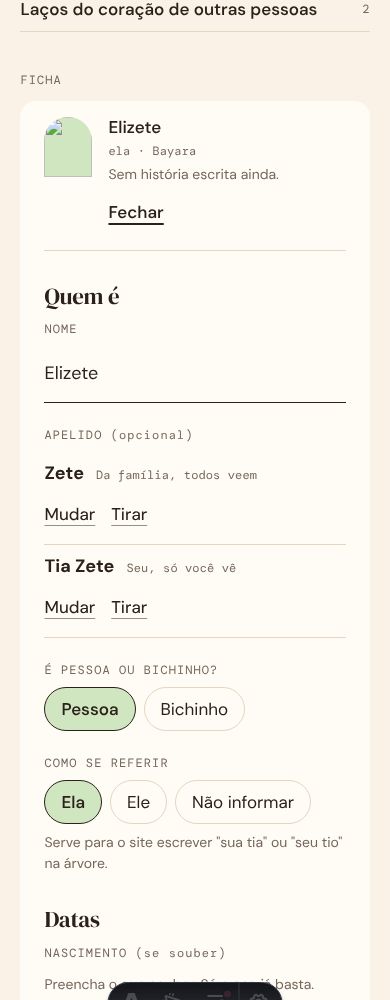 Laços do coração de outras pessoas 2
FICHA
Elizete
ela · Bayara
Sem história escrita ainda.
Fechar
Quem é
NOME
Elizete
APELIDO (opcional)
Zete Da família, todos veem
Mudar Tirar
Tia Zete Seu, só você vê
Mudar Tirar
É PESSOA OU BICHINHO?
Pessoa Bichinho
COMO SE REFERIR
Ela Ele Não informar
Serve para o site escrever "sua tia" ou "seu tio"
na árvore.
Datas
NASCIMENTO (se souber)
Preencha o basta.